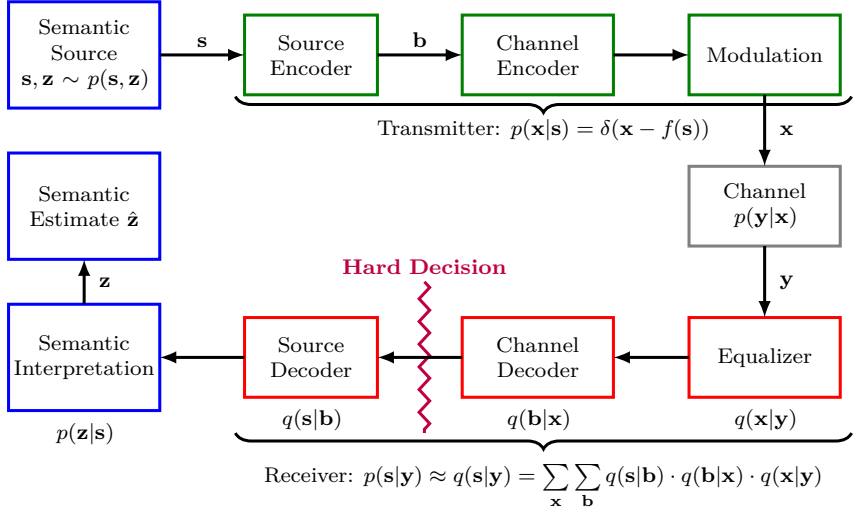 Semantic
Source
s, z ∼ p(s, z)
s
Source
Encoder
b
Channel
Encoder
Modulation
Transmitter: p(x|s) = δ(x − f(s))
x
Semantic
Estimate ẑ
Channel
p(y|x)
Hard Decision
z
y
Semantic
Interpretation
Source
Decoder
Channel
Decoder
Equalizer
p(z|s)
q(s|b)
q(b|x)
q(x|y)
Receiver: p(s|y) ≈ q(s|y) = ∑ₓ ∑_b q(s|b) · q(b|x) · q(x|y)